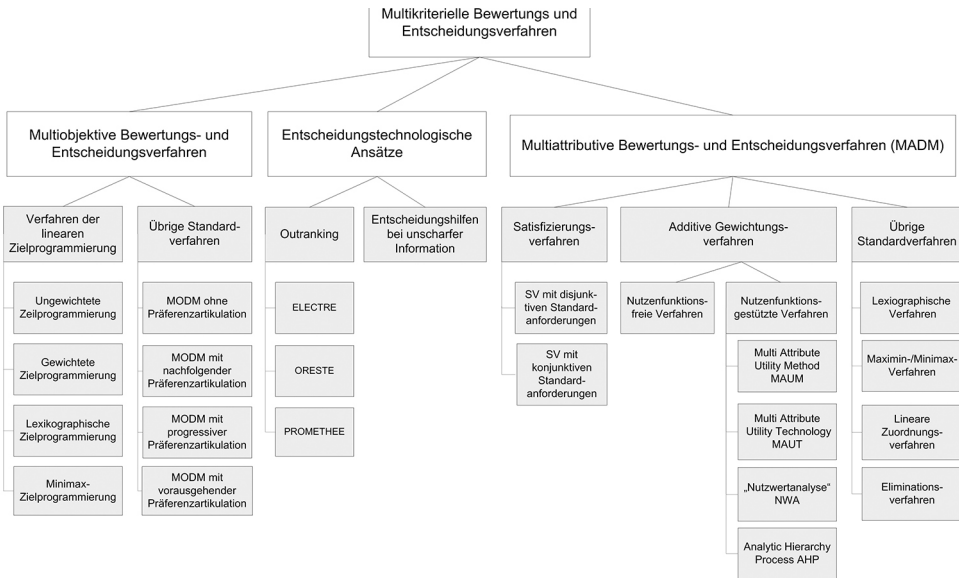 Multikriterielle Bewertungs und
Entscheidungsverfahren
Multiobjektive Bewertungs- und
Entscheidungsverfahren
Entscheidungstechnologische
Ansätze
Multiattributive Bewertungs- und Entscheidungsverfahren (MADM)
Verfahren der
linearen
Zielprogrammierung
Übrige Standard-
verfahren
Outranking
Entscheidungshilfen
bei unscharfer
Information
Satisfizierungs-
verfahren
Additive Gewichtungs-
verfahren
Übrige
Standardverfahren
Ungewichtete
Zeilprogrammierung
Gewichtete
Zielprogrammierung
Lexikographische
Zielprogrammierung
Minimax-
Zielprogrammierung
MODM ohne
Präferenzartikulation
MODM mit
nachfolgender
Präferenzartikulation
MODM mit
progressiver
Präferenzartikulation
MODM mit
vorausgehender
Präferenzartikulation
ELECTRE
ORESTE
PROMETHEE
SV mit disjunk-
tiven Standard-
anforderungen
SV mit
konjunktiven
Standard-
anforderungen
Nutzenfunktions-
freie Verfahren
Nutzenfunktions-
gestützte Verfahren
Multi Attribute
Utility Method
MAUM
Multi Attribute
Utility Technology
MAUT
„Nutzwertanalyse“
NWA
Analytic Hierarchy
Process AHP
Lexiographische
Verfahren
Maximin-/Minimax-
Verfahren
Lineare
Zuordnungs-
verfahren
Eliminations-
verfahren